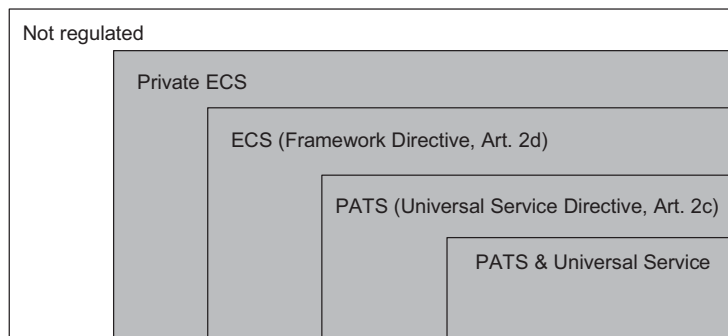 Not regulated
Private ECS
ECS (Framework Directive, Art. 2d)
PATS (Universal Service Directive, Art. 2c)
PATS & Universal Service